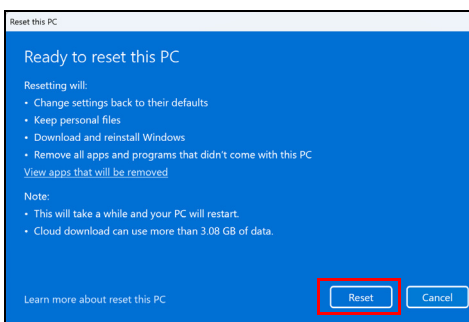 Reset this PC
Ready to reset this PC
Resetting will:
• Change settings back to their defaults
• Keep personal files
• Download and reinstall Windows
• Remove all apps and programs that didn't come with this PC
View apps that will be removed
Note:
• This will take a while and your PC will restart.
• Cloud download can use more than 3.08 GB of data.
Learn more about reset this PC
Reset
Cancel